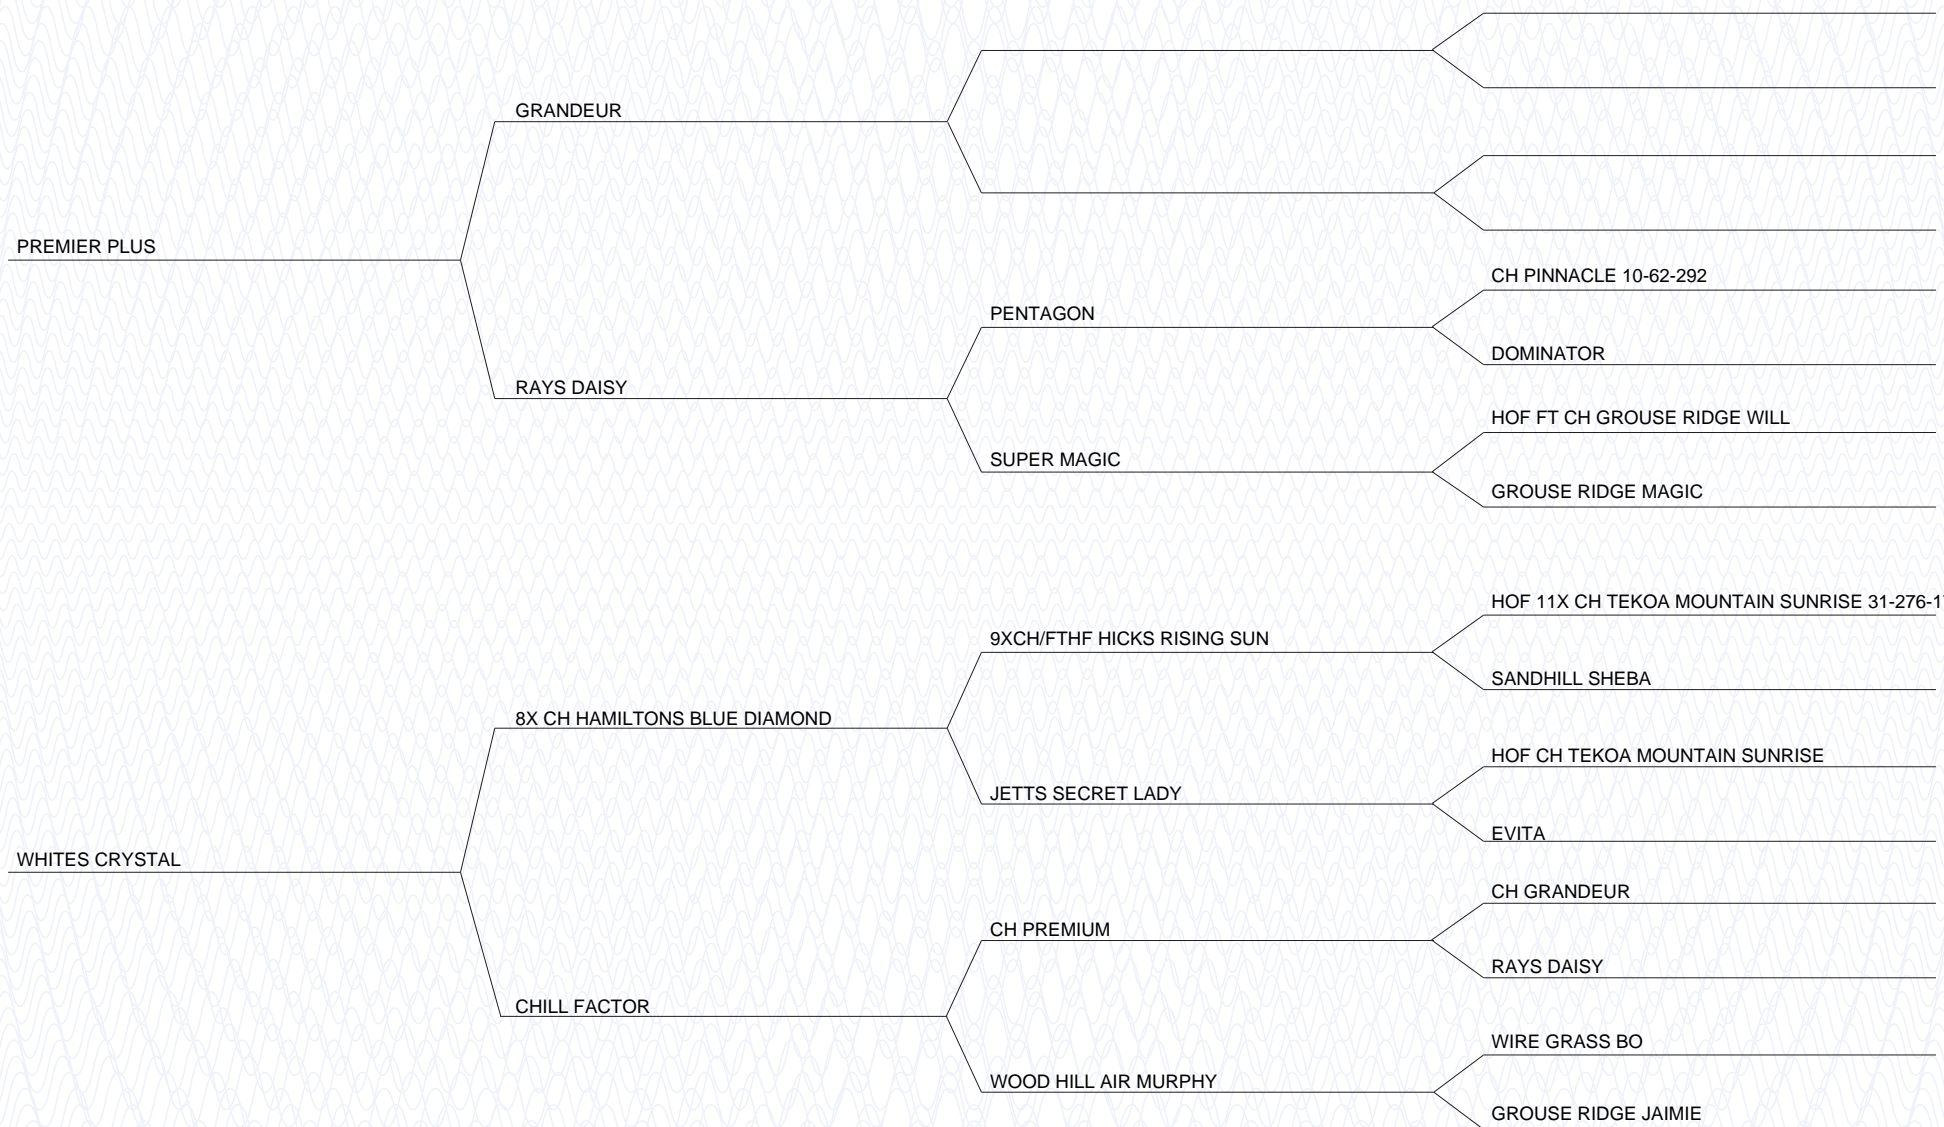 GRANDEUR
PREMIER PLUS
CH PINNACLE 10-62-292
PENTAGON
DOMINATOR
RAYS DAISY
HOF FT CH GROUSE RIDGE WILL
SUPER MAGIC
GROUSE RIDGE MAGIC
HOF 11X CH TEKOA MOUNTAIN SUNRISE 31-276-1
9XCH/FTHF HICKS RISING SUN
SANDHILL SHEBA
8X CH HAMILTONS BLUE DIAMOND
HOF CH TEKOA MOUNTAIN SUNRISE
JETTS SECRET LADY
EVITA
WHITES CRYSTAL
CH GRANDEUR
CH PREMIUM
RAYS DAISY
CHILL FACTOR
WIRE GRASS BO
WOOD HILL AIR MURPHY
GROUSE RIDGE JAIMIE